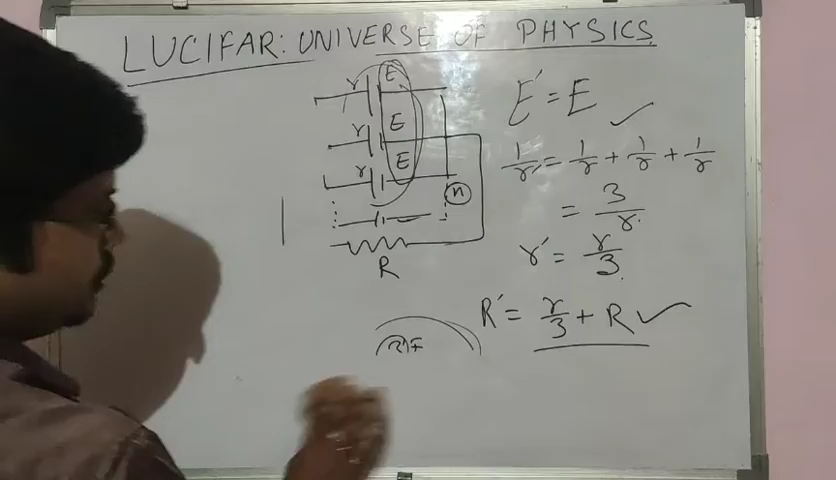 LUCIFAR: UNIVERSE OF PHYSICS
r E
r E
r E
n
R
E' = E ✓
1/r' = 1/r + 1/r + 1/r
= 3/r
r' = r/3
R' = r/3 + R ✓